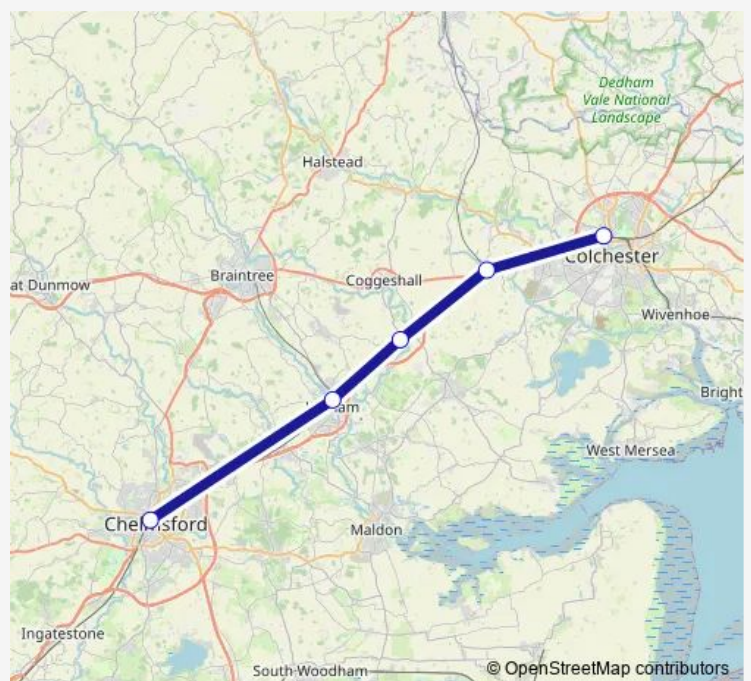 Dedham
Vale National
Landscape
Halstead
Braintree
Coggeshall
Colchester
at Dunmow
Wivenhoe
Bright
West Mersea
Maldon
Ingatestone
South Woodham
© OpenStreetMap contributors